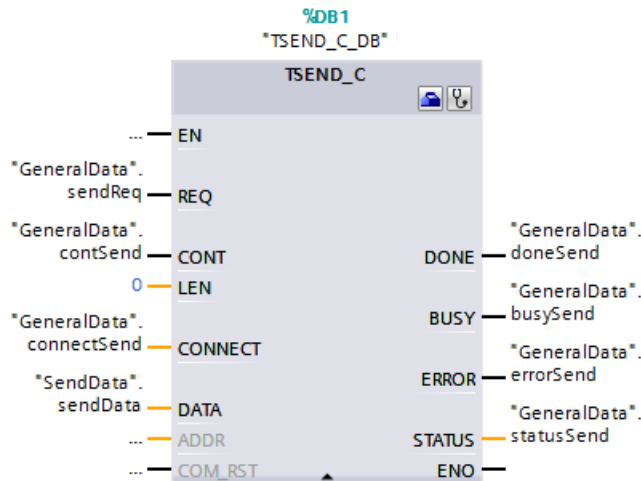 %DB1
"TSEND_C_DB"
TSEND_C
... EN
"GeneralData".
sendReq REQ
"GeneralData".
contSend CONT
0 LEN
"GeneralData".
connectSend CONNECT
"SendData".
sendData DATA
... ADDR
... COM_RST
"GeneralData".
DONE doneSend
"GeneralData".
BUSY busySend
"GeneralData".
ERROR errorSend
"GeneralData".
STATUS statusSend
ENO